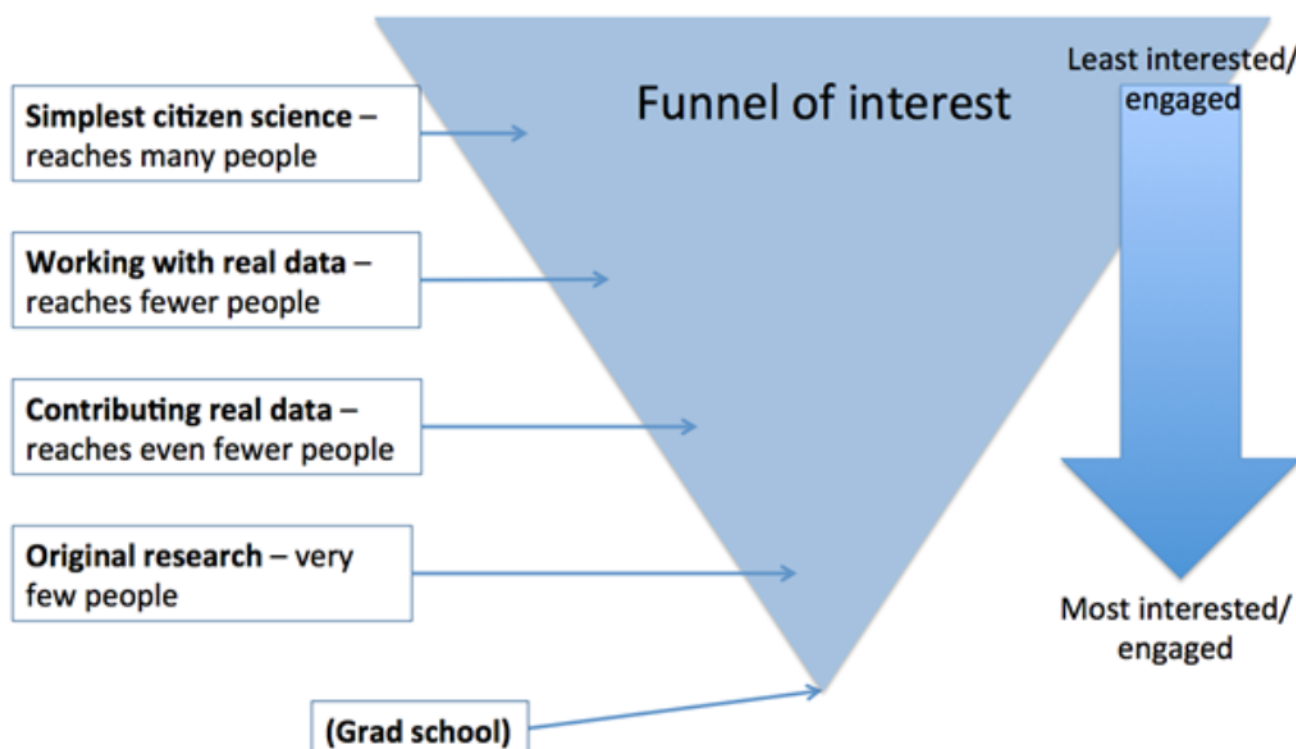 Funnel of interest
Least interested/
engaged
Simplest citizen science –
reaches many people
Working with real data –
reaches fewer people
Contributing real data –
reaches even fewer people
Original research – very
few people
Most interested/
engaged
(Grad school)